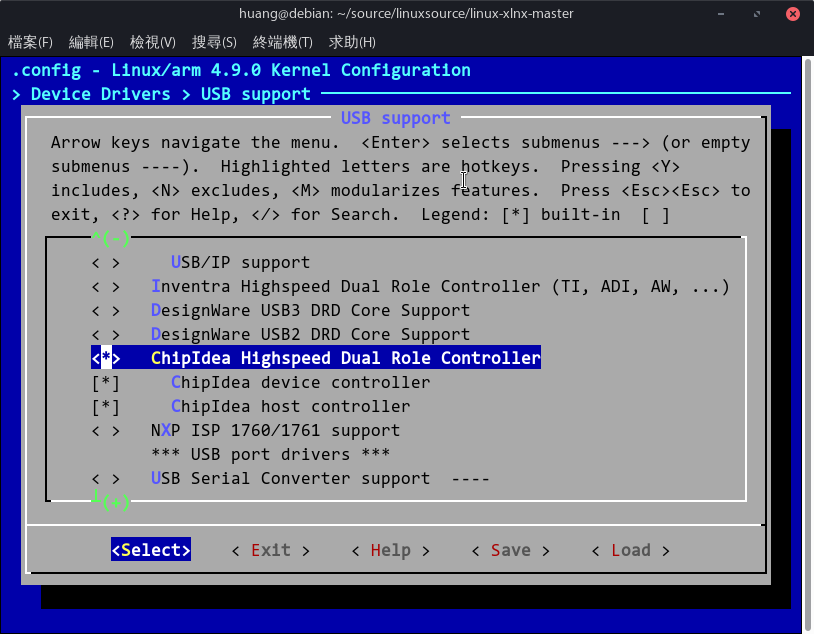 huang@debian: ~/source/linuxsource/linux-xlnx-master
檔案(F) 編輯(E) 檢視(V) 搜尋(S) 終端機(T) 求助(H)
.config - Linux/arm 4.9.0 Kernel Configuration
> Device Drivers > USB support
USB support
Arrow keys navigate the menu.  <Enter> selects submenus ---> (or empty
submenus ----).  Highlighted letters are hotkeys.  Pressing <Y>
includes, <N> excludes, <M> modularizes features.  Press <Esc><Esc> to
exit, <?> for Help, </> for Search.  Legend: [*] built-in  [ ]
^(-)
< >     USB/IP support
< >   Inventra Highspeed Dual Role Controller (TI, ADI, AW, ...)
< >   DesignWare USB3 DRD Core Support
< >   DesignWare USB2 DRD Core Support
<*>   ChipIdea Highspeed Dual Role Controller
[*]     ChipIdea device controller
[*]     ChipIdea host controller
< >   NXP ISP 1760/1761 support
*** USB port drivers ***
< >   USB Serial Converter support  ----
┴(+)
<Select>    < Exit >    < Help >    < Save >    < Load >